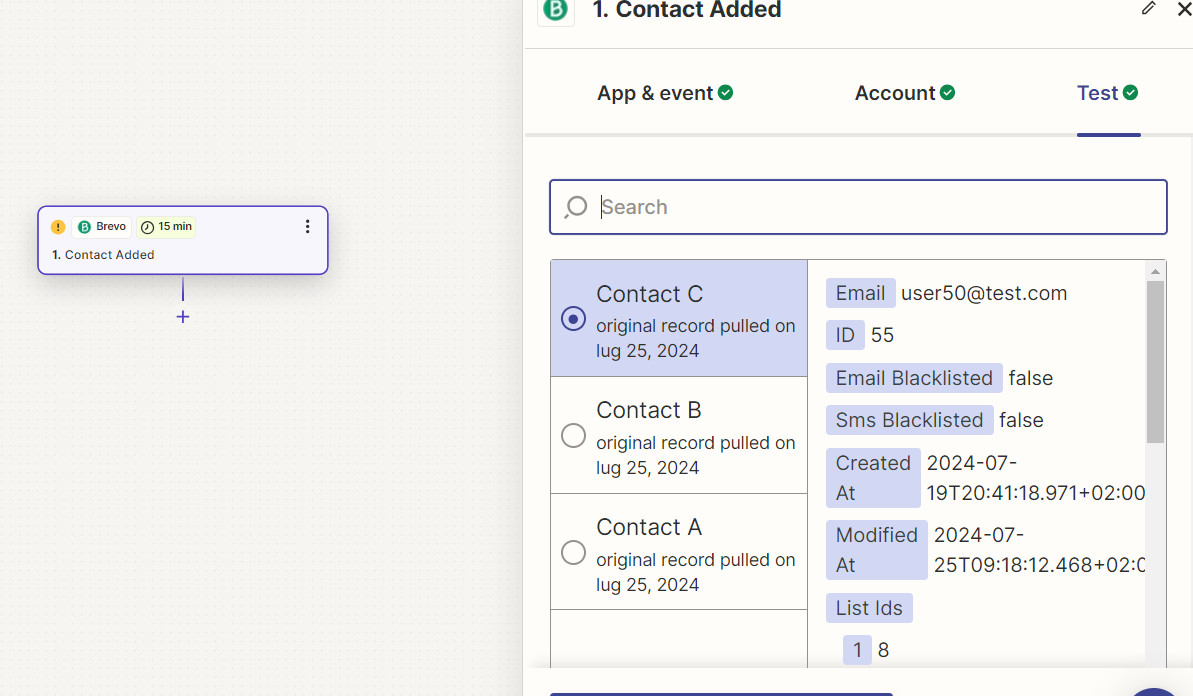 B
1. Contact Added
App & event
Account
Test
Search
! B Brevo 15 min
1. Contact Added
+
Contact C
original record pulled on
lug 25, 2024
Contact B
original record pulled on
lug 25, 2024
Contact A
original record pulled on
lug 25, 2024
Email user50@test.com
ID 55
Email Blacklisted false
Sms Blacklisted false
Created 2024-07-
At 19T20:41:18.971+02:00
Modified 2024-07-
At 25T09:18:12.468+02:0
List Ids
1 8